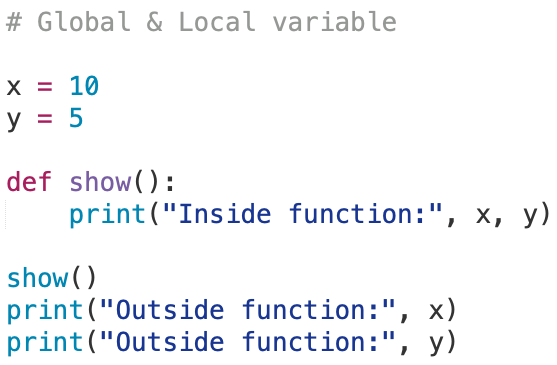 # Global & Local variable
x = 10
y = 5
def show():
    print("Inside function:", x, y)
show()
print("Outside function:", x)
print("Outside function:", y)